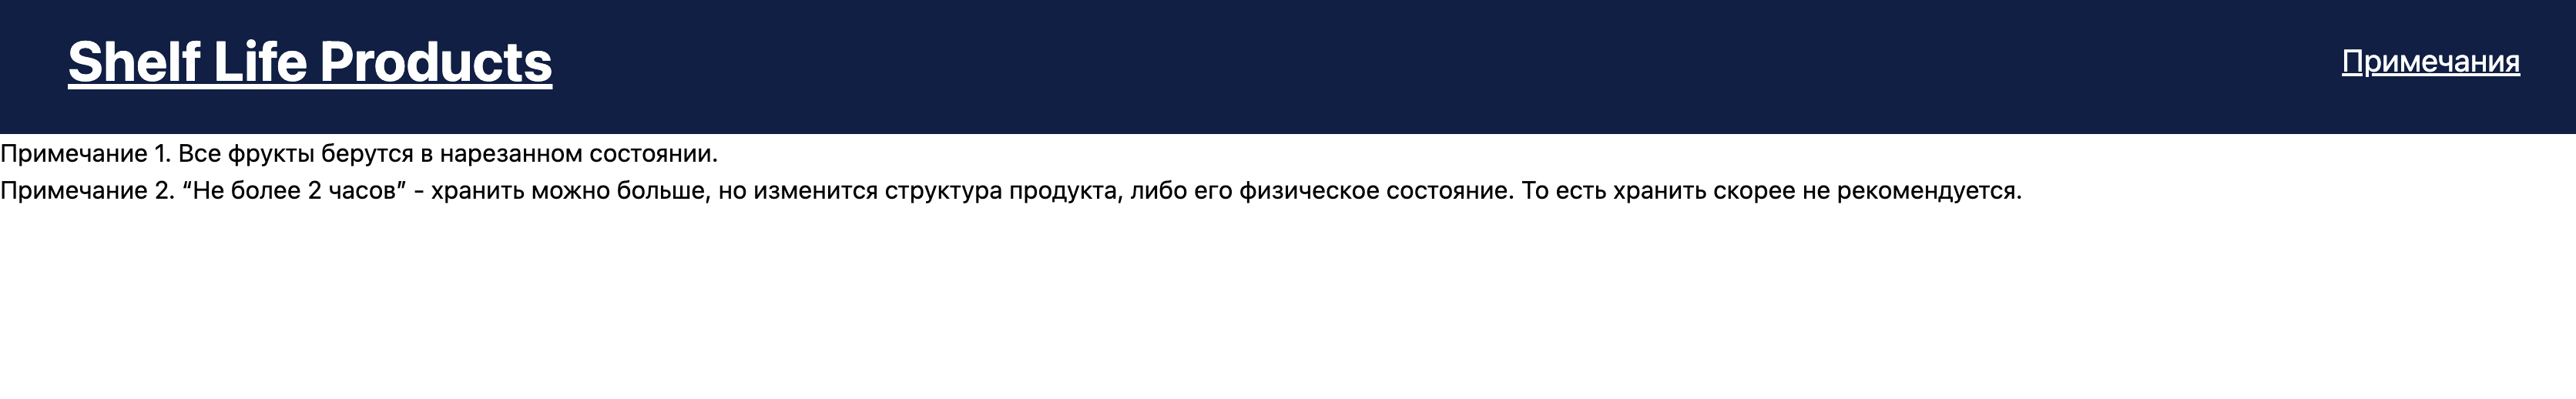 Shelf Life Products
Примечания
Примечание 1. Все фрукты берутся в нарезанном состоянии.
Примечание 2. “Не более 2 часов” - хранить можно больше, но изменится структура продукта, либо его физическое состояние. То есть хранить скорее не рекомендуется.